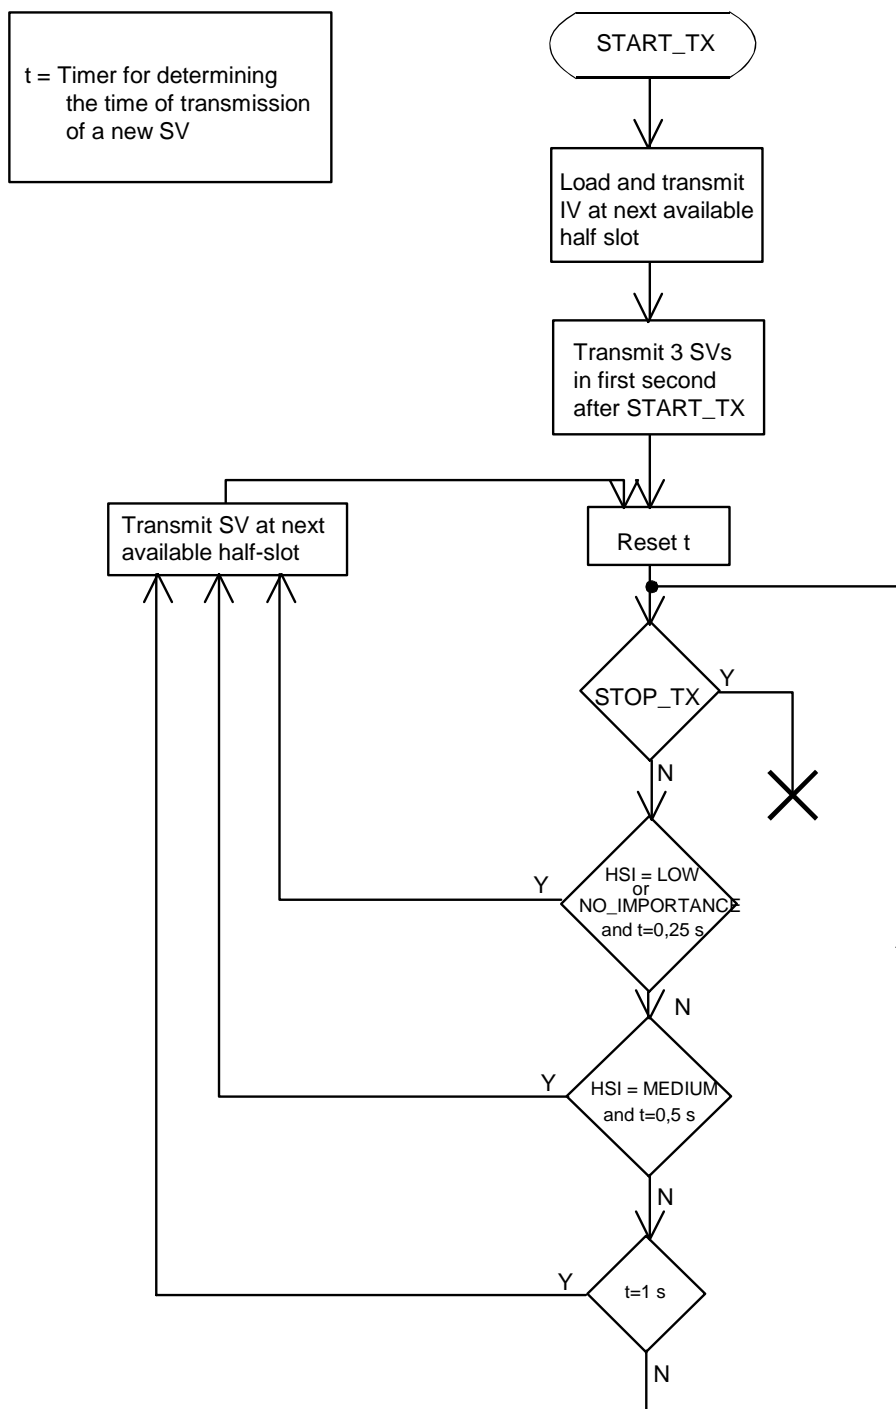 t = Timer for determining
the time of transmission
of a new SV
START_TX
Load and transmit
IV at next available
half slot
Transmit 3 SVs
in first second
after START_TX
Transmit SV at next
available half-slot
Reset t
STOP_TX
Y
N
HSI = LOW
or
NO_IMPORTANCE
and t=0,25 s
Y
N
HSI = MEDIUM
and t=0,5 s
Y
N
t=1 s
Y
N